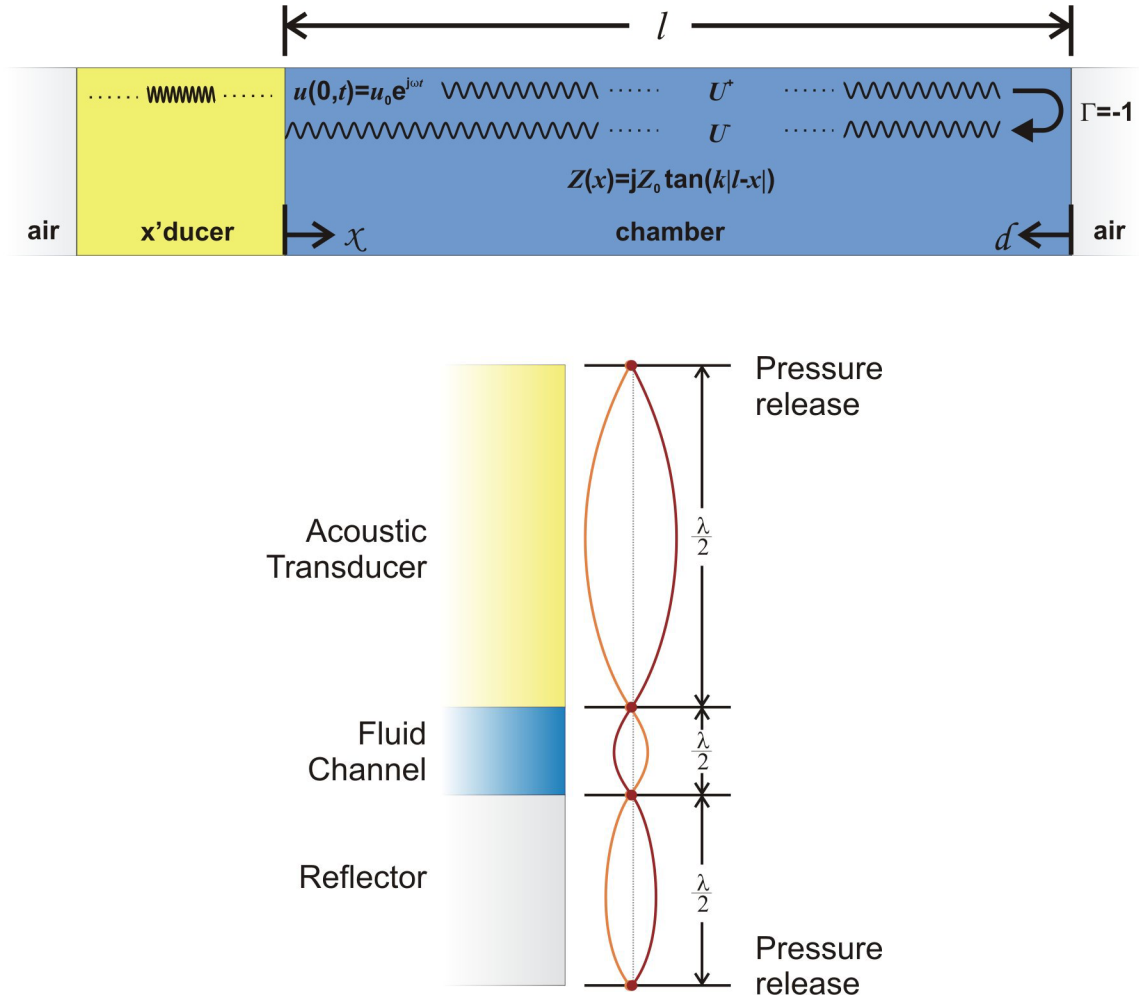 l
u(0,t)=u₀eʲωᵗ U⁺ Γ=-1
U⁻
Z(x)=jZ₀ tan(k|l-x|)
air x'ducer x chamber d air
Pressure
release
Acoustic
Transducer
λ/2
Fluid
Channel
λ/2
Reflector
λ/2
Pressure
release